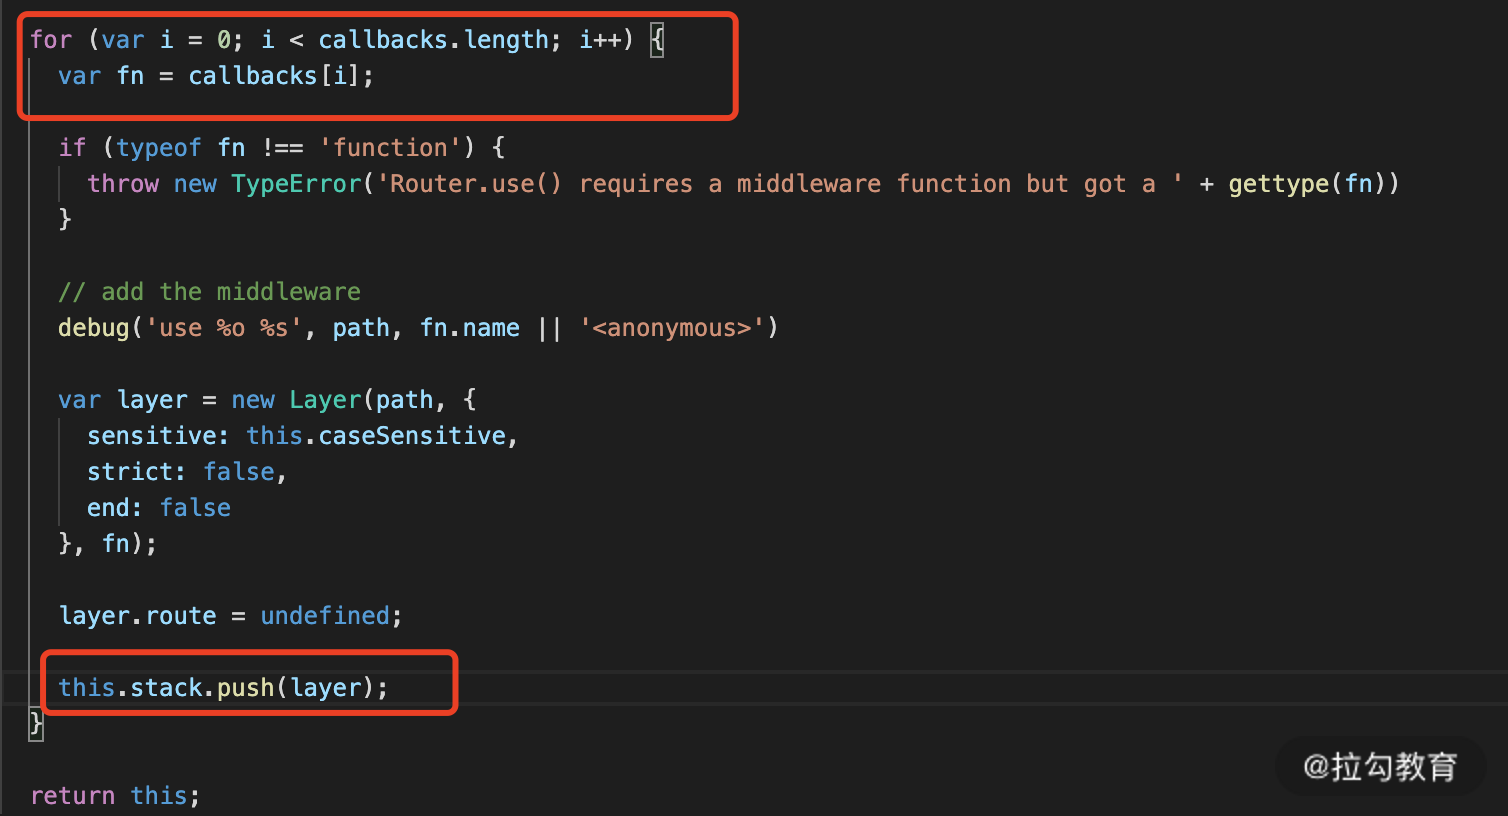 for (var i = 0; i < callbacks.length; i++) {
var fn = callbacks[i];
if (typeof fn !== 'function') {
throw new TypeError('Router.use() requires a middleware function but got a ' + gettype(fn))
}
// add the middleware
debug('use %o %s', path, fn.name || '<anonymous>')
var layer = new Layer(path, {
sensitive: this.caseSensitive,
strict: false,
end: false
}, fn);
layer.route = undefined;
this.stack.push(layer);
}
return this;
@拉勾教育